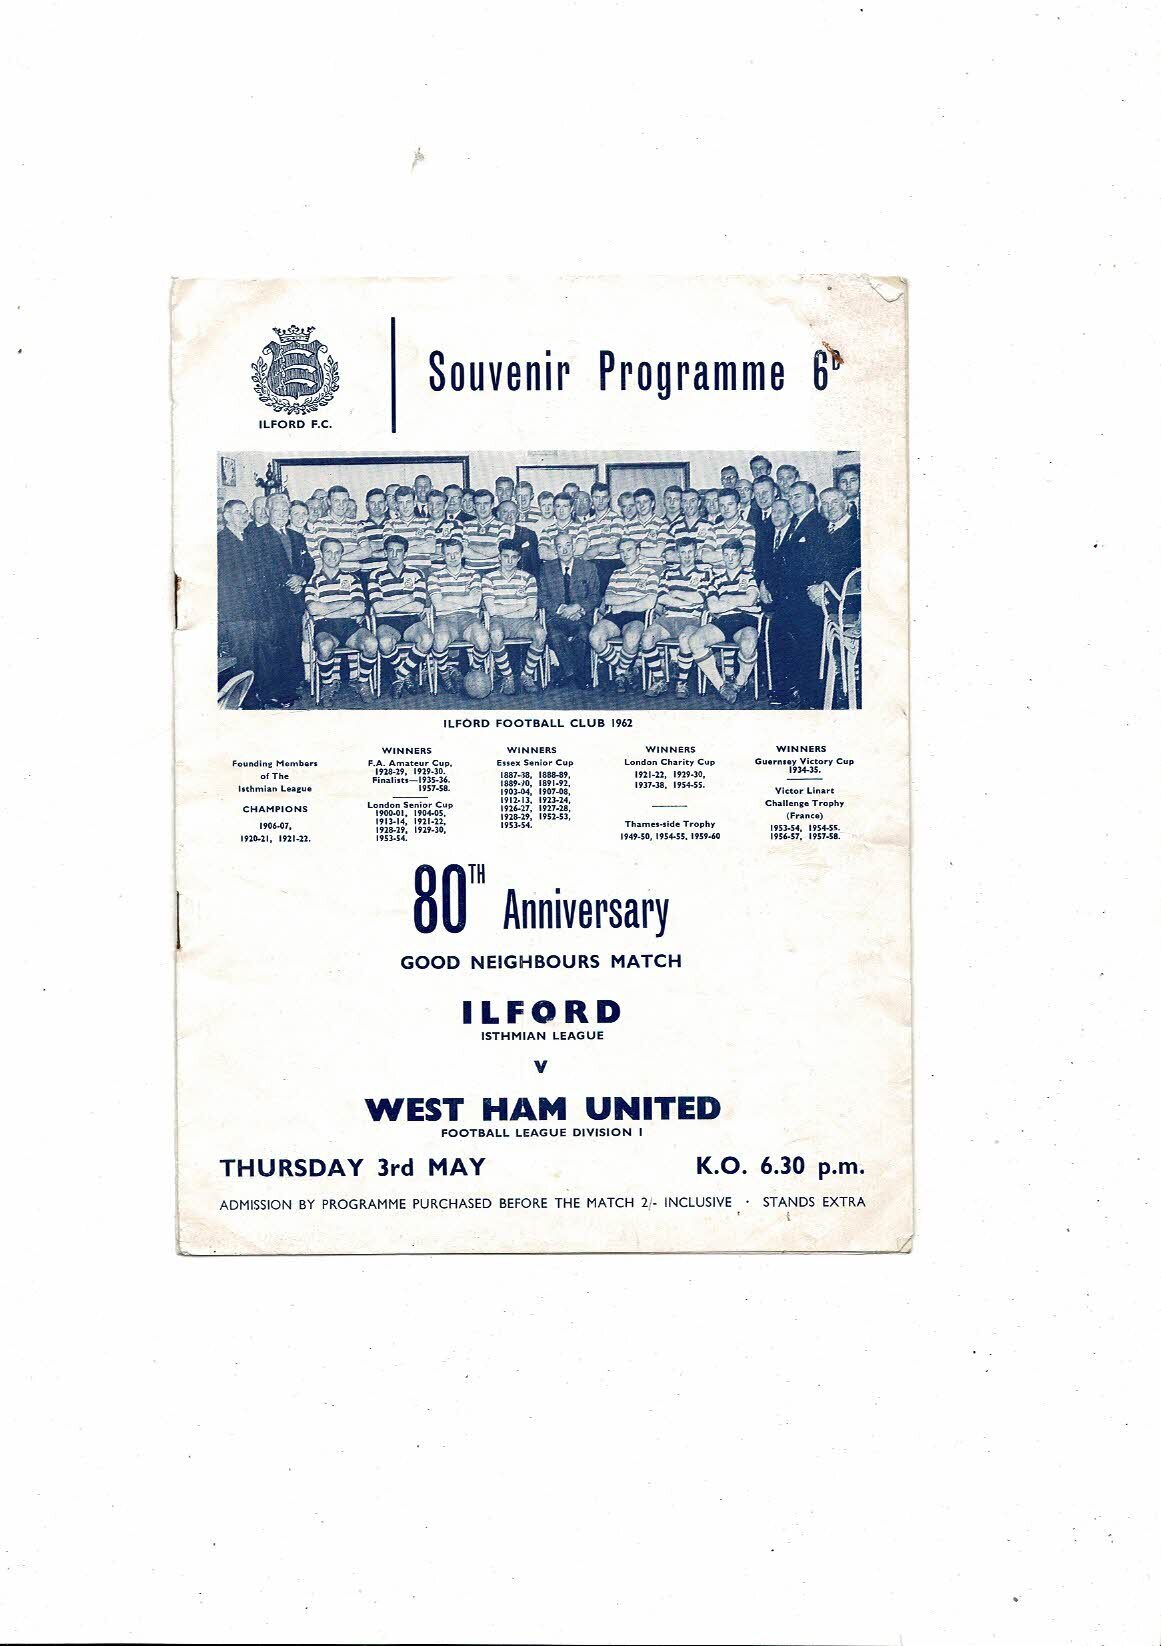 Souvenir Programme 6D
ILFORD F.C.
ILFORD FOOTBALL CLUB 1962
Founding Members
of The
Isthmian League
CHAMPIONS
1906-07,
1920-21, 1921-22.
WINNERS
F.A. Amateur Cup,
1928-29, 1929-30.
Finalists—1935-36.
1957-58.
London Senior Cup
1900-01, 1904-05,
1913-14, 1921-22,
1928-29, 1929-30,
1953-54.
WINNERS
Essex Senior Cup
1887-38, 1888-89,
1889-90, 1891-92,
1903-04, 1907-08,
1912-13, 1923-24,
1926-27, 1927-28,
1928-29, 1952-53,
1953-54.
WINNERS
London Charity Cup
1921-22, 1929-30,
1937-38, 1954-55.
Thames-side Trophy
1949-50, 1954-55, 1959-60
WINNERS
Guernsey Victory Cup
1934-35.
Victor Linart
Challenge Trophy
(France)
1953-54, 1954-55.
1956-57, 1957-58.
80TH Anniversary
GOOD NEIGHBOURS MATCH
ILFORD
ISTHMIAN LEAGUE
V
WEST HAM UNITED
FOOTBALL LEAGUE DIVISION I
THURSDAY 3rd MAY K.O. 6.30 p.m.
ADMISSION BY PROGRAMME PURCHASED BEFORE THE MATCH 2/- INCLUSIVE · STANDS EXTRA